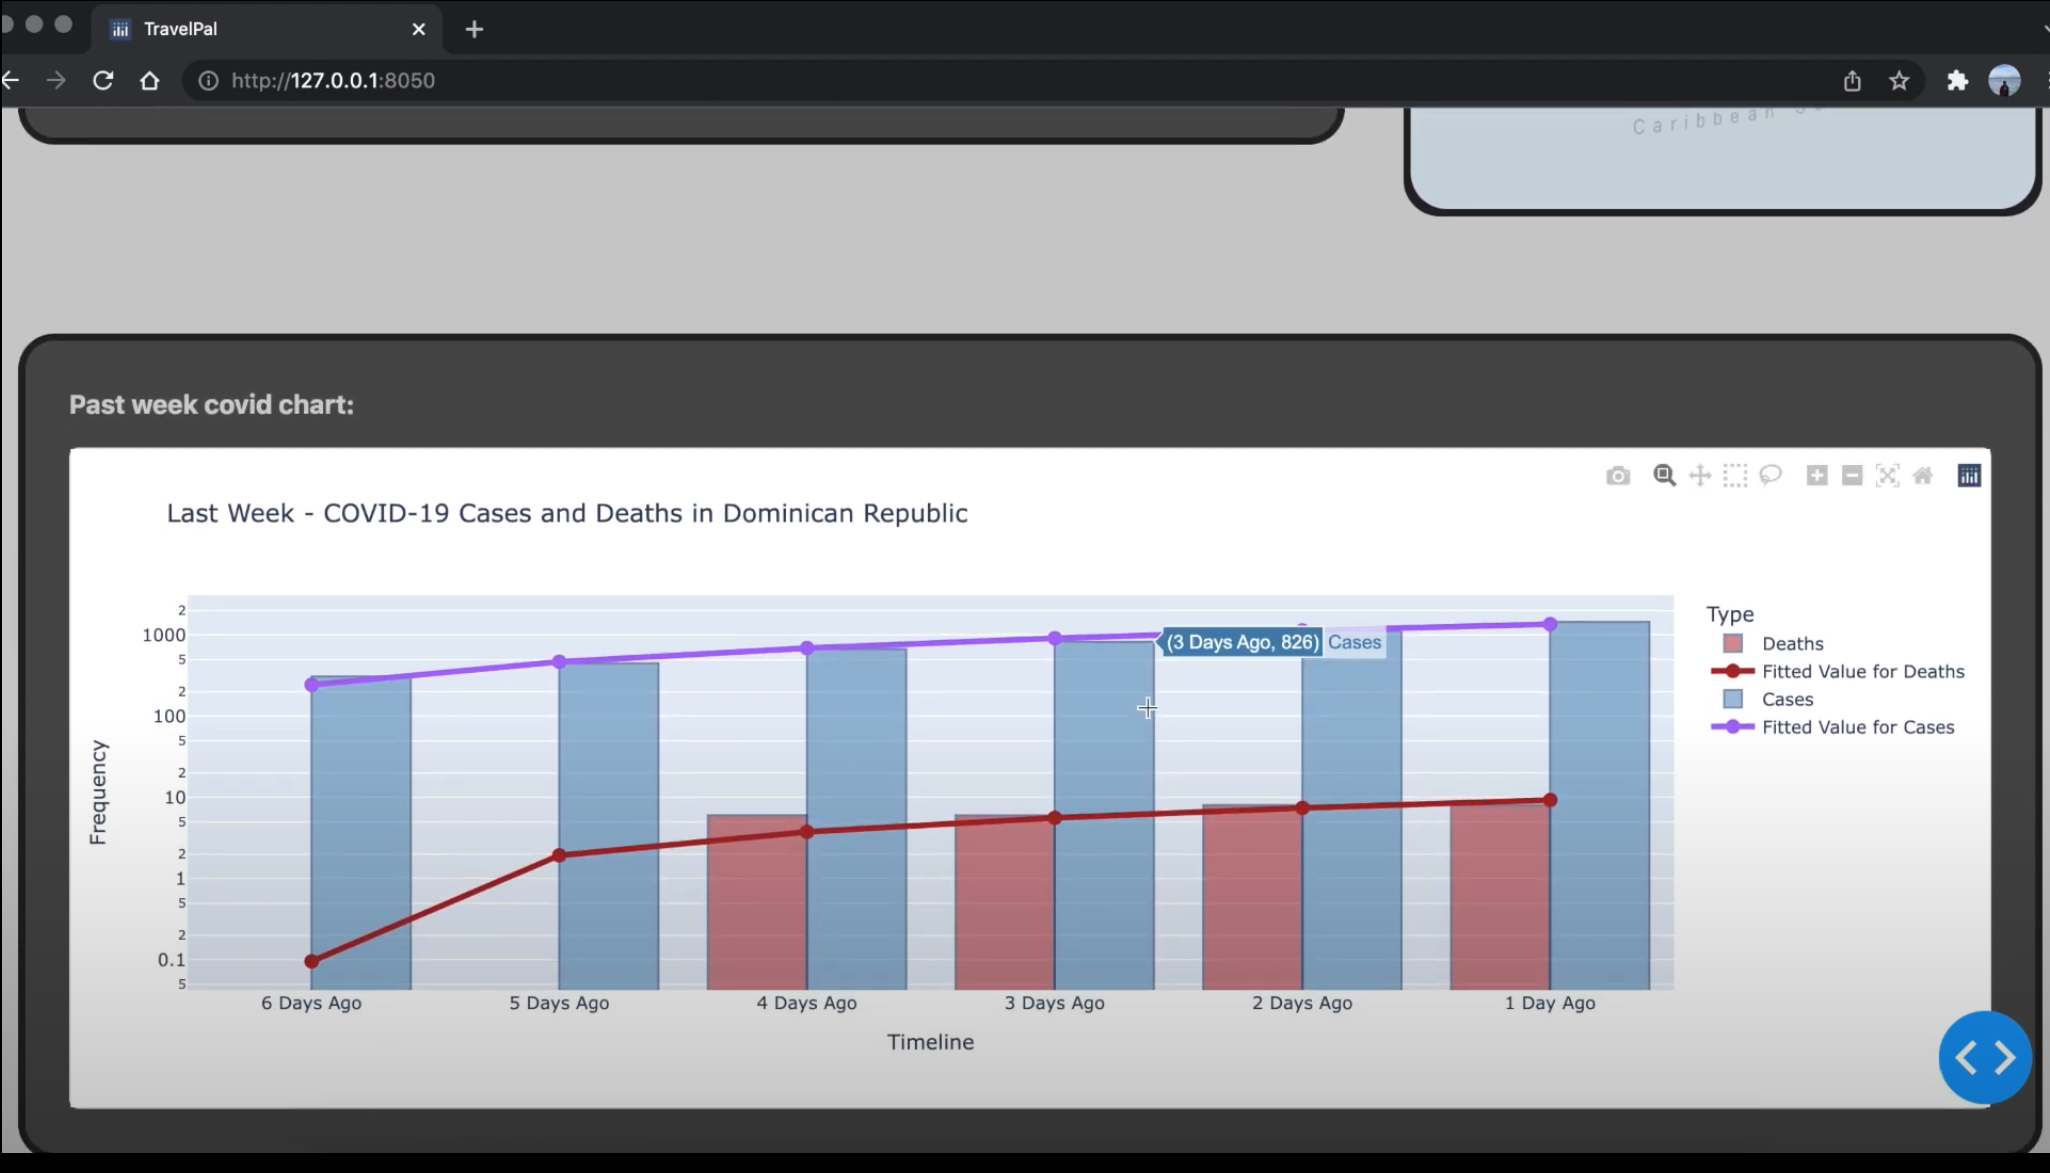 TravelPal
http://127.0.0.1:8050
Caribbean
Past week covid chart:
Last Week - COVID-19 Cases and Deaths in Dominican Republic
2
1000
5
2
100
5
2
10
5
2
1
5
2
0.1
5
Frequency
(3 Days Ago, 826) Cases
Type
Deaths
Fitted Value for Deaths
Cases
Fitted Value for Cases
6 Days Ago
5 Days Ago
4 Days Ago
3 Days Ago
2 Days Ago
1 Day Ago
Timeline